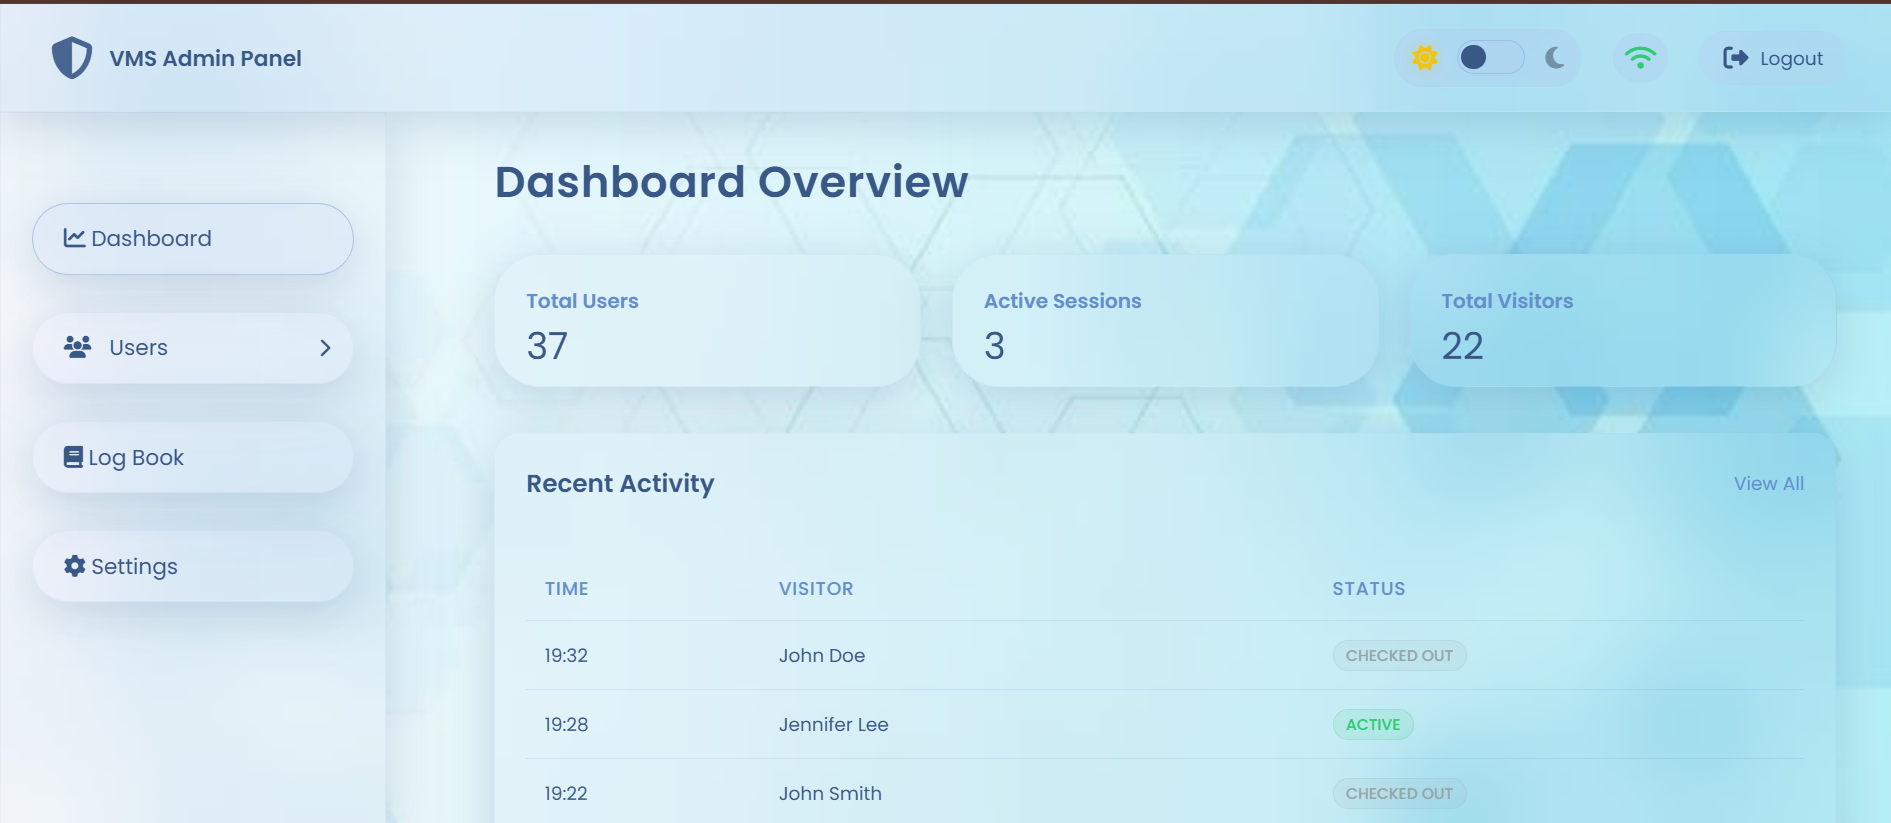 VMS Admin Panel
Logout
Dashboard
Users
Log Book
Settings
Dashboard Overview
Total Users
37
Active Sessions
3
Total Visitors
22
Recent Activity
View All
TIME VISITOR STATUS
19:32 John Doe CHECKED OUT
19:28 Jennifer Lee ACTIVE
19:22 John Smith CHECKED OUT